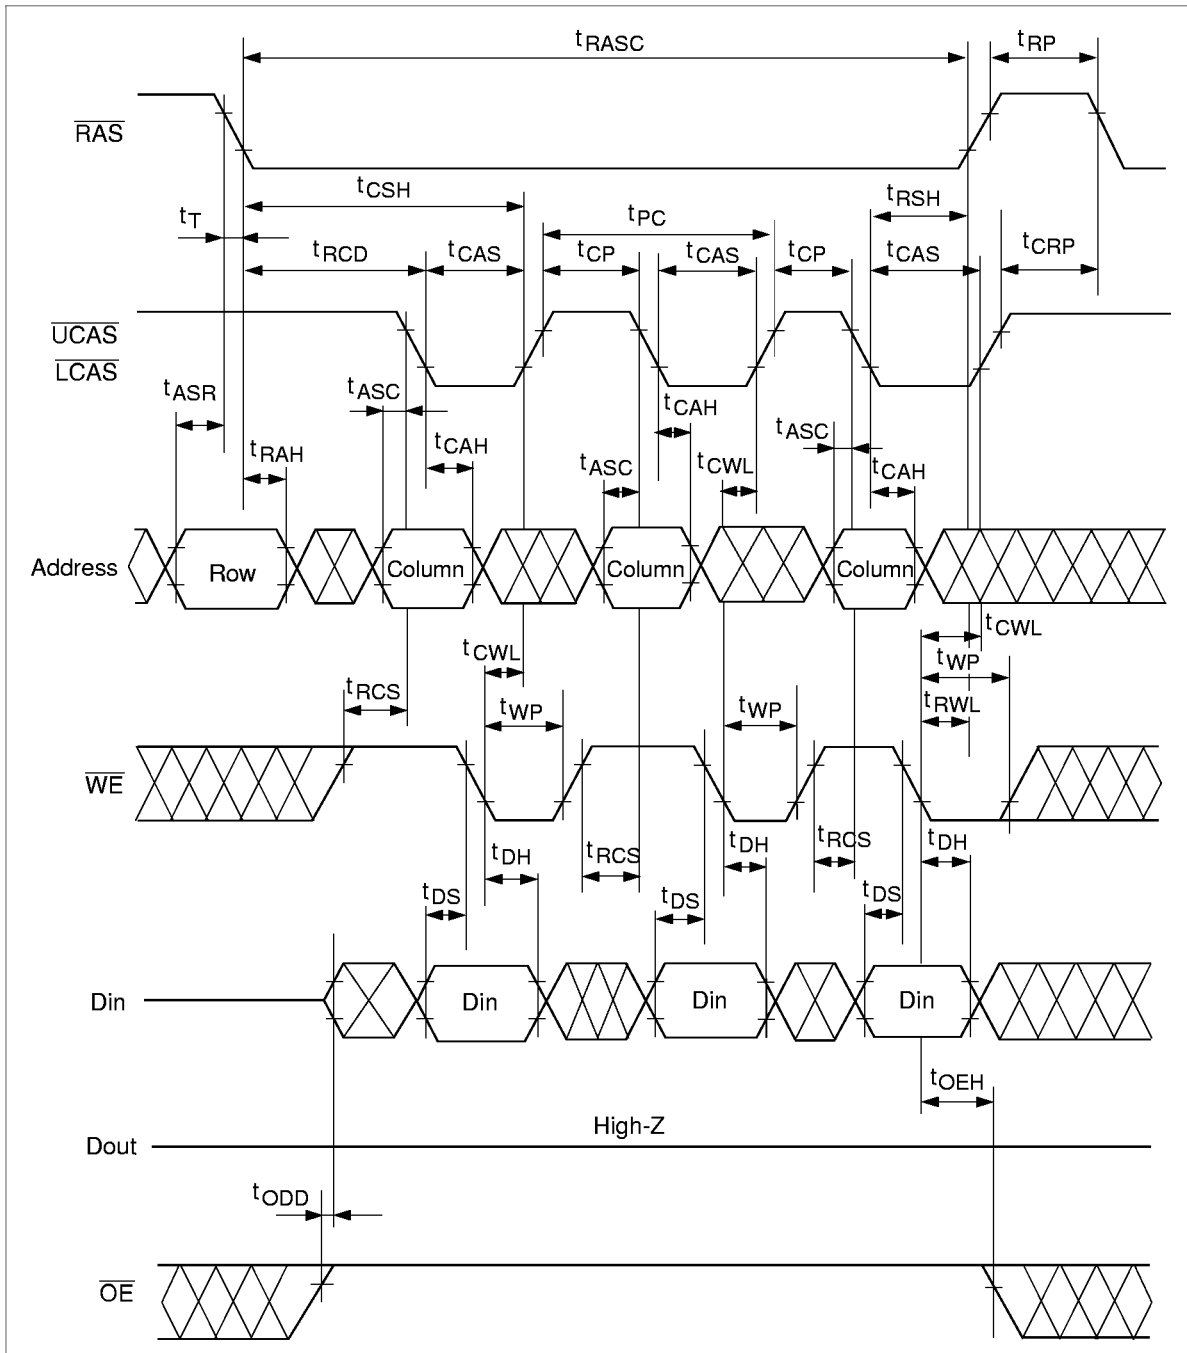 tRASC
tRP
RAS
tCSH
tRSH
tT
tPC
tRCD
tCAS
tCP
tCAS
tCP
tCAS
tCRP
UCAS
LCAS
tASR
tASC
tCAH
tASC
tRAH
tCAH
tASC
tCWL
tCAH
Address
Row
Column
Column
Column
tCWL
tCWL
tWP
tRCS
tWP
tWP
tRWL
WE
tDH
tRCS
tDH
tRCS
tDH
tDS
tDS
tDS
Din
Din
Din
Din
tOEH
High-Z
Dout
tODD
OE